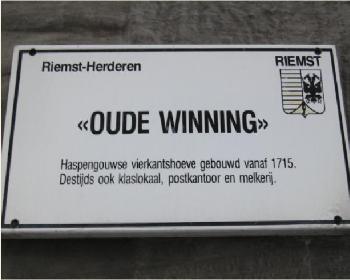 Riemst-Herderen
RIEMST
«OUDE WINNING»
Haspengouwse vierkantshoeve gebouwd vanaf 1715.
Destijds ook klaslokaal, postkantoor en melkerij.